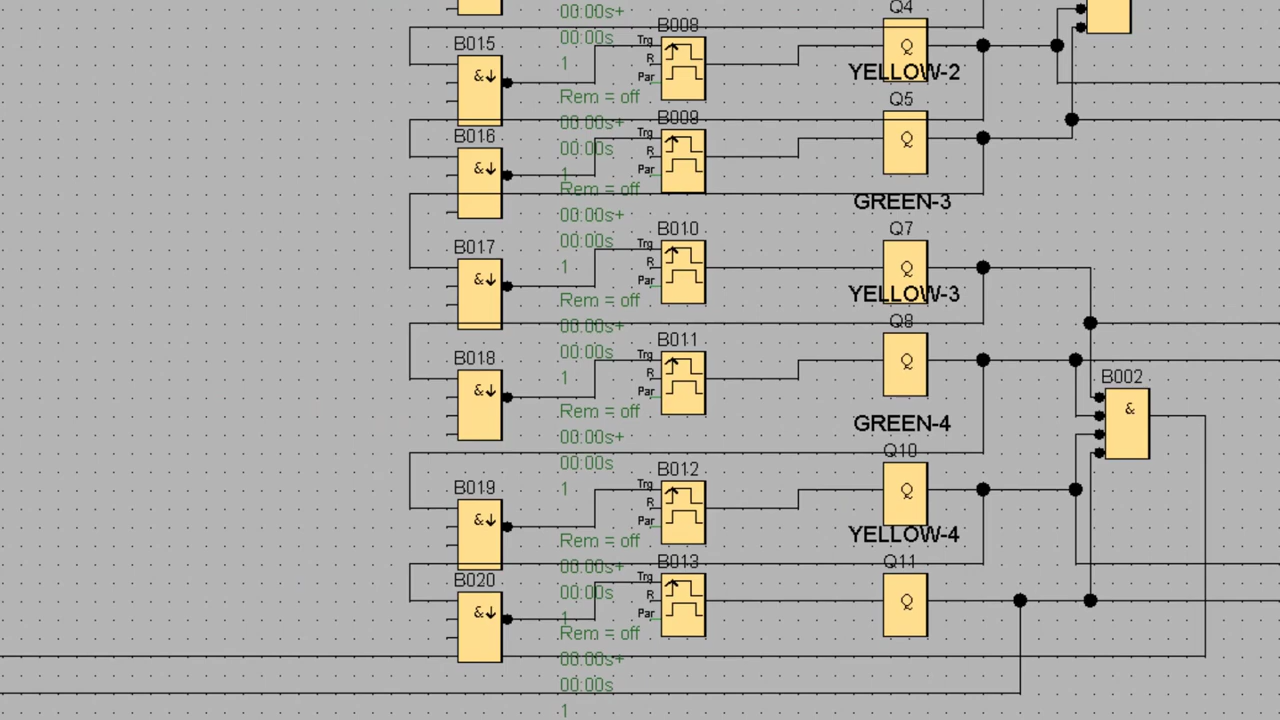 00:00s+
Q4
B008
00:00s
B015
Trg
R
Q
&↓
1
YELLOW-2
Par
Rem = off
Q5
B009
00:00s+
B016
Trg
Q
00:00s
R
&↓
Par
1
Rem = off
GREEN-3
00:00s+
B010
Q7
00:00s
Trg
B017
R
Q
1
&↓
Par
YELLOW-3
Rem = off
Q8
00:00s+
B011
00:00s
Trg
B018
R
Q
1
B002
&↓
Par
&
Rem = off
GREEN-4
00:00s+
Q10
00:00s
B012
B019
1
Trg
Q
R
&↓
Par
YELLOW-4
Rem = off
B013
Q11
00:00s+
B020
Trg
00:00s
R
Q
&↓
Par
1
Rem = off
00:00s+
00:00s
1